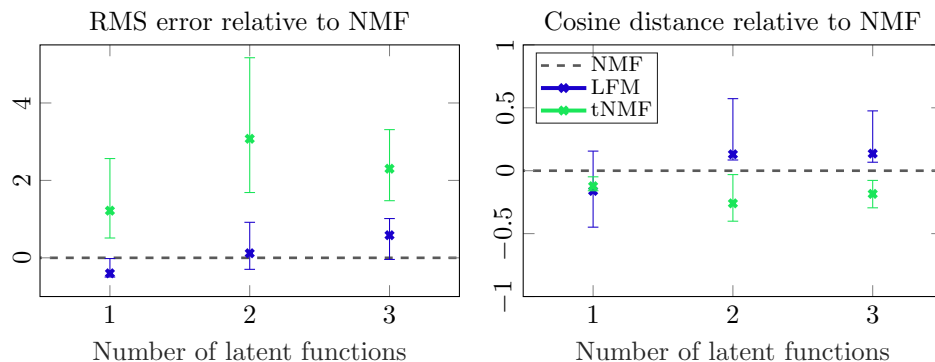 RMS error relative to NMF
4
2
0
1 2 3
Number of latent functions
Cosine distance relative to NMF
NMF
LFM
tNMF
1
0.5
0
−0.5
−1
1 2 3
Number of latent functions